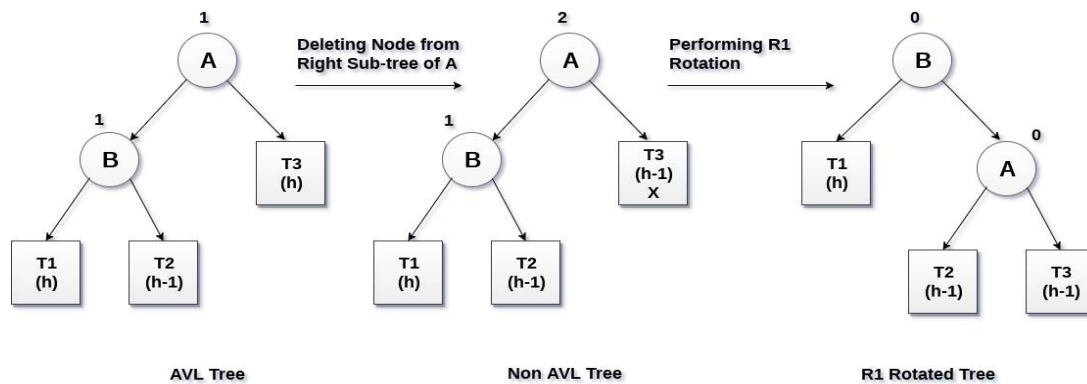 1
A
1
B
T3
(h)
T1
(h)
T2
(h-1)
AVL Tree
Deleting Node from
Right Sub-tree of A
2
A
1
B
T3
(h-1)
X
T1
(h)
T2
(h-1)
Non AVL Tree
Performing R1
Rotation
0
B
T1
(h)
0
A
T2
(h-1)
T3
(h-1)
R1 Rotated Tree